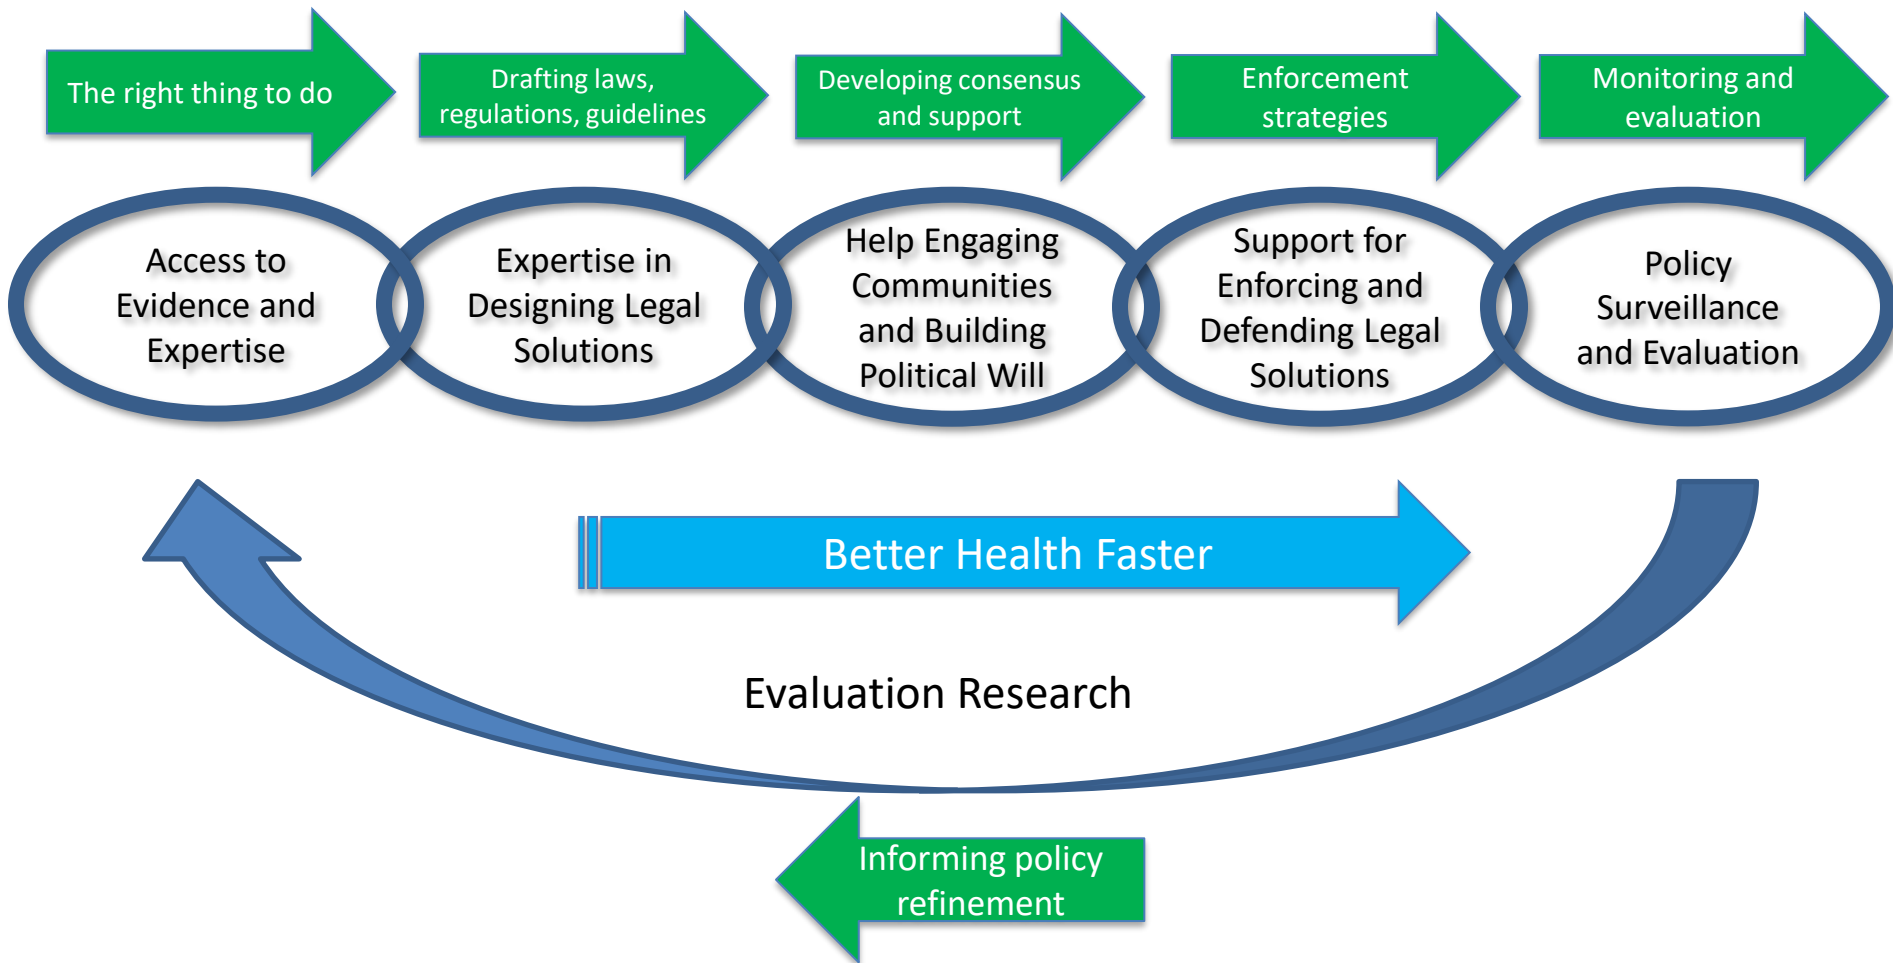 The right thing to do
Drafting laws,
regulations, guidelines
Developing consensus
and support
Enforcement
strategies
Monitoring and
evaluation
Access to
Evidence and
Expertise
Expertise in
Designing Legal
Solutions
Help Engaging
Communities
and Building
Political Will
Support for
Enforcing and
Defending Legal
Solutions
Policy
Surveillance
and Evaluation
Better Health Faster
Evaluation Research
Informing policy
refinement